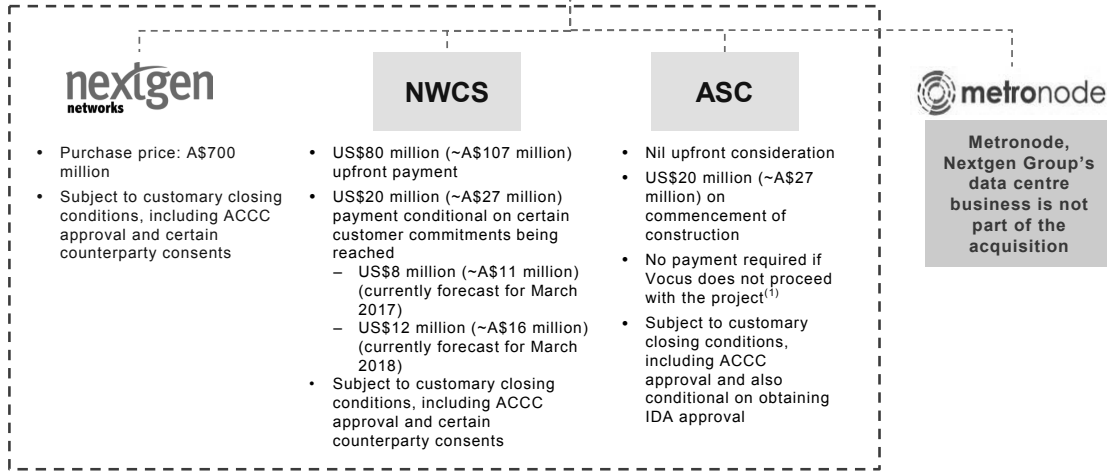 nextgen
networks
• Purchase price: A$700
million
• Subject to customary closing
conditions, including ACCC
approval and certain
counterparty consents
NWCS
• US$80 million (~A$107 million)
upfront payment
• US$20 million (~A$27 million)
payment conditional on certain
customer commitments being
reached
– US$8 million (~A$11 million)
(currently forecast for March
2017)
– US$12 million (~A$16 million)
(currently forecast for March
2018)
• Subject to customary closing
conditions, including ACCC
approval and certain
counterparty consents
ASC
• Nil upfront consideration
• US$20 million (~A$27
million) on
commencement of
construction
• No payment required if
Vocus does not proceed
with the project(1)
• Subject to customary
closing conditions,
including ACCC
approval and also
conditional on obtaining
IDA approval
metronode
Metronode,
Nextgen Group's
data centre
business is not
part of the
acquisition